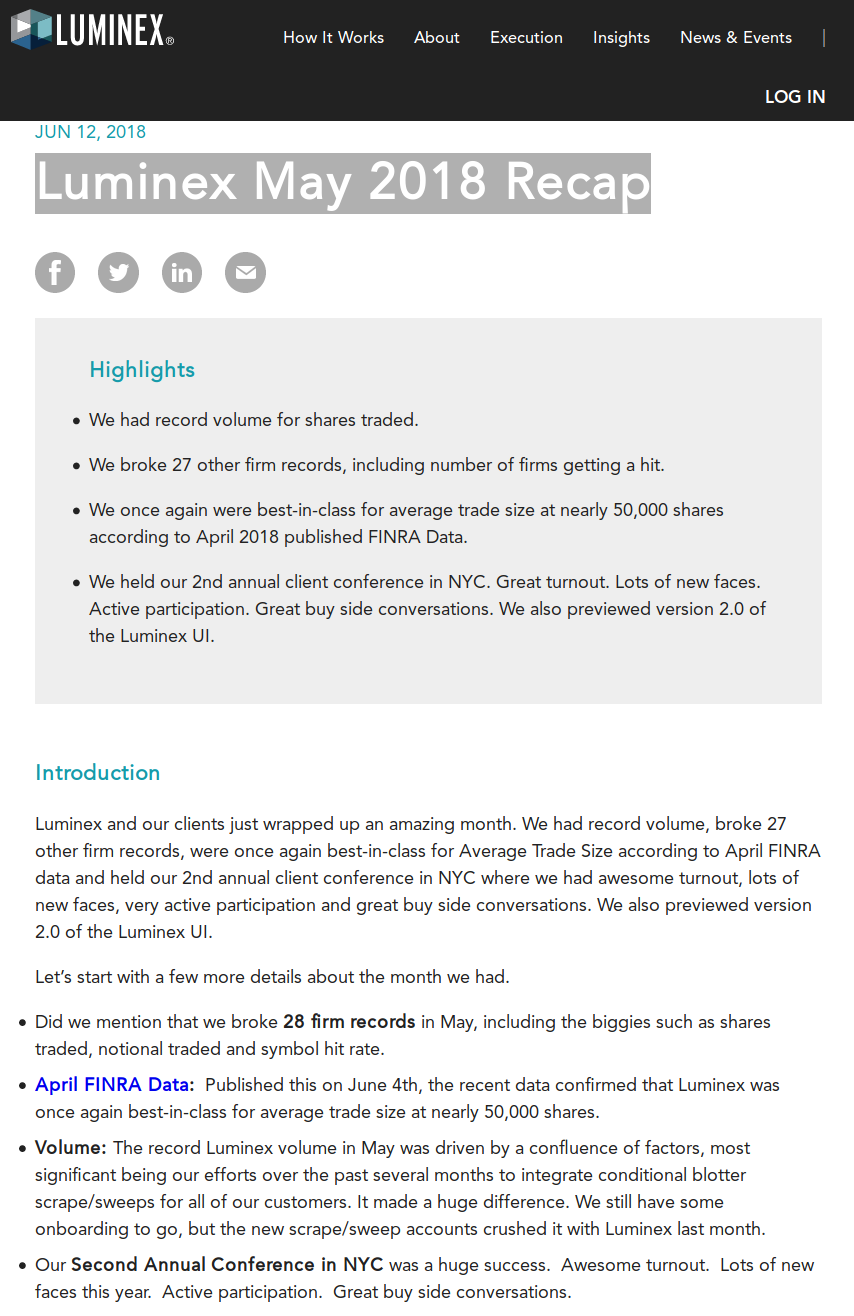 LUMINEX®
How It Works About Execution Insights News & Events |
LOG IN
JUN 12, 2018
Luminex May 2018 Recap
Highlights
• We had record volume for shares traded.
• We broke 27 other firm records, including number of firms getting a hit.
• We once again were best-in-class for average trade size at nearly 50,000 shares
according to April 2018 published FINRA Data.
• We held our 2nd annual client conference in NYC. Great turnout. Lots of new faces.
Active participation. Great buy side conversations. We also previewed version 2.0 of
the Luminex UI.
Introduction
Luminex and our clients just wrapped up an amazing month. We had record volume, broke 27
other firm records, were once again best-in-class for Average Trade Size according to April FINRA
data and held our 2nd annual client conference in NYC where we had awesome turnout, lots of
new faces, very active participation and great buy side conversations. We also previewed version
2.0 of the Luminex UI.
Let’s start with a few more details about the month we had.
• Did we mention that we broke 28 firm records in May, including the biggies such as shares
traded, notional traded and symbol hit rate.
• April FINRA Data: Published this on June 4th, the recent data confirmed that Luminex was
once again best-in-class for average trade size at nearly 50,000 shares.
• Volume: The record Luminex volume in May was driven by a confluence of factors, most
significant being our efforts over the past several months to integrate conditional blotter
scrape/sweeps for all of our customers. It made a huge difference. We still have some
onboarding to go, but the new scrape/sweep accounts crushed it with Luminex last month.
• Our Second Annual Conference in NYC was a huge success. Awesome turnout. Lots of new
faces this year. Active participation. Great buy side conversations.